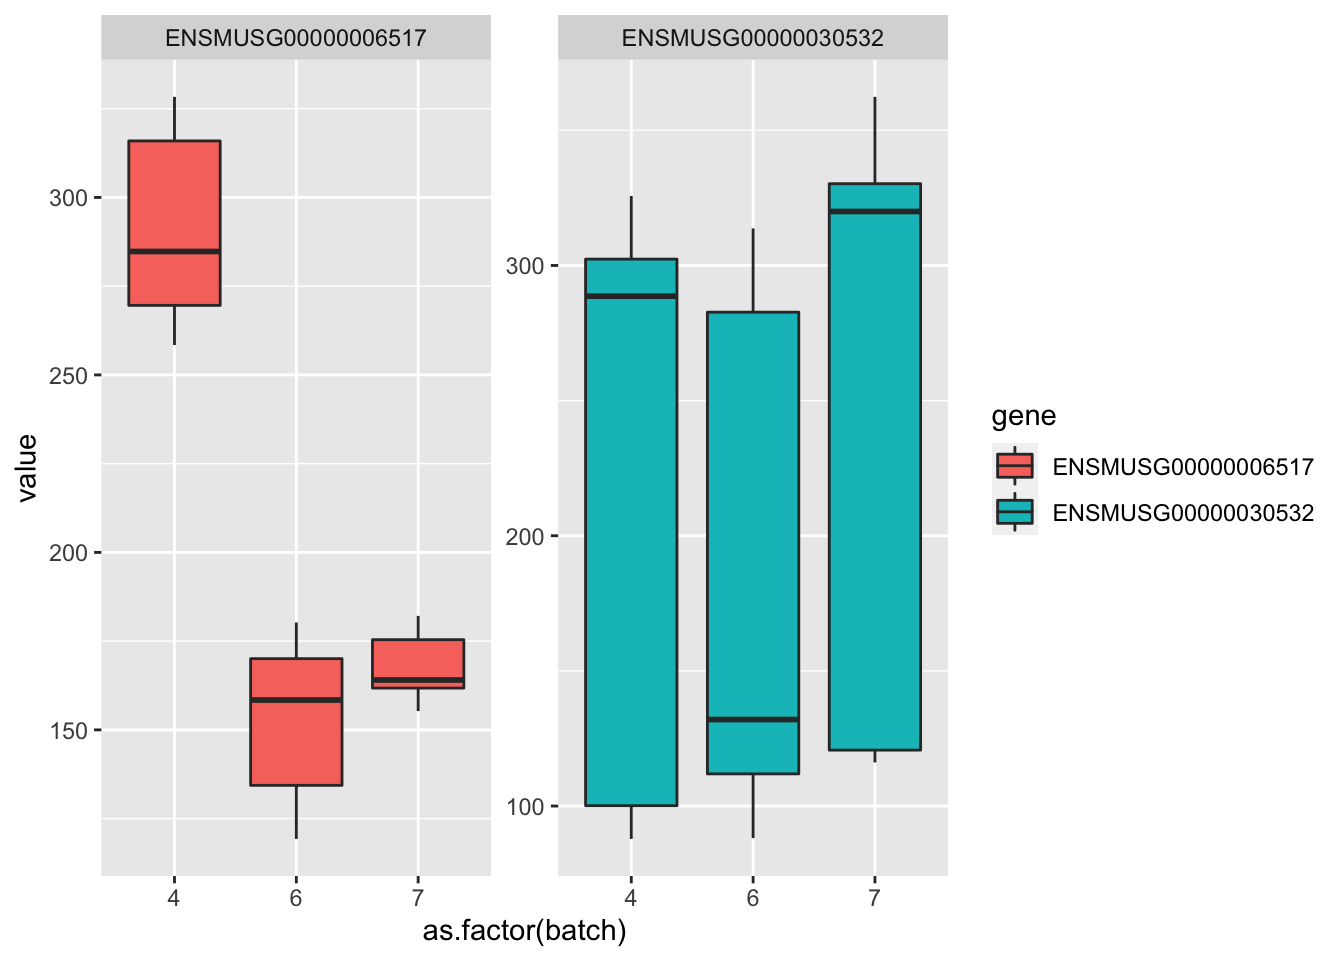 ENSMUSG00000006517
ENSMUSG00000030532
value
300
250
200
150
300
200
100
4 6 7
4 6 7
as.factor(batch)
gene
ENSMUSG00000006517
ENSMUSG00000030532